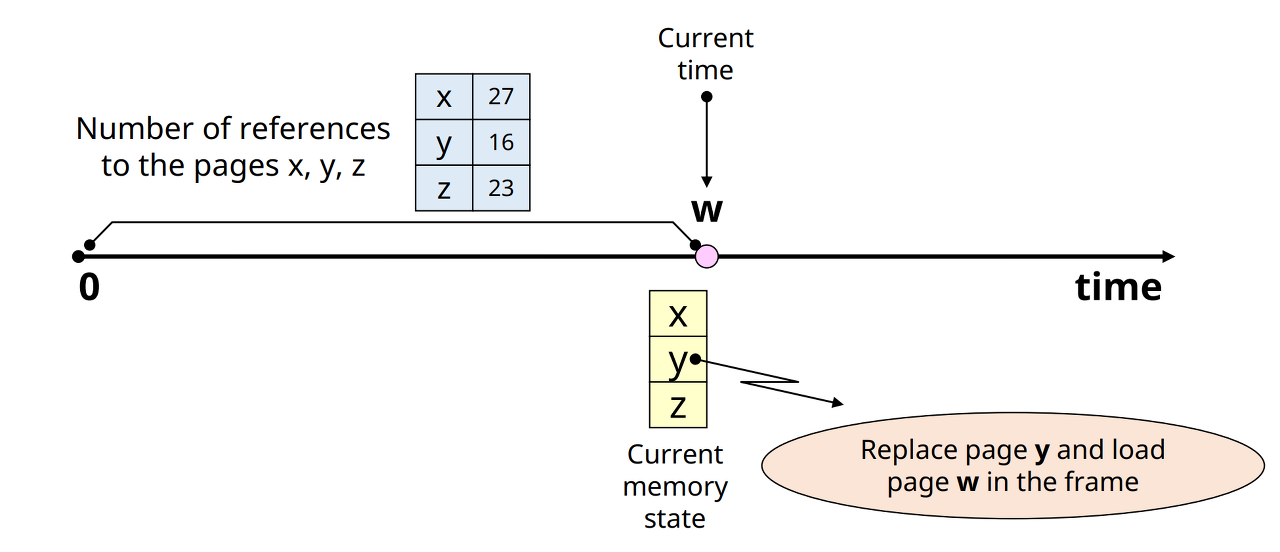 Current
time
Number of references
to the pages x, y, z
x 27
y 16
z 23
w
0
time
x
y
z
Current
memory
state
Replace page y and load
page w in the frame